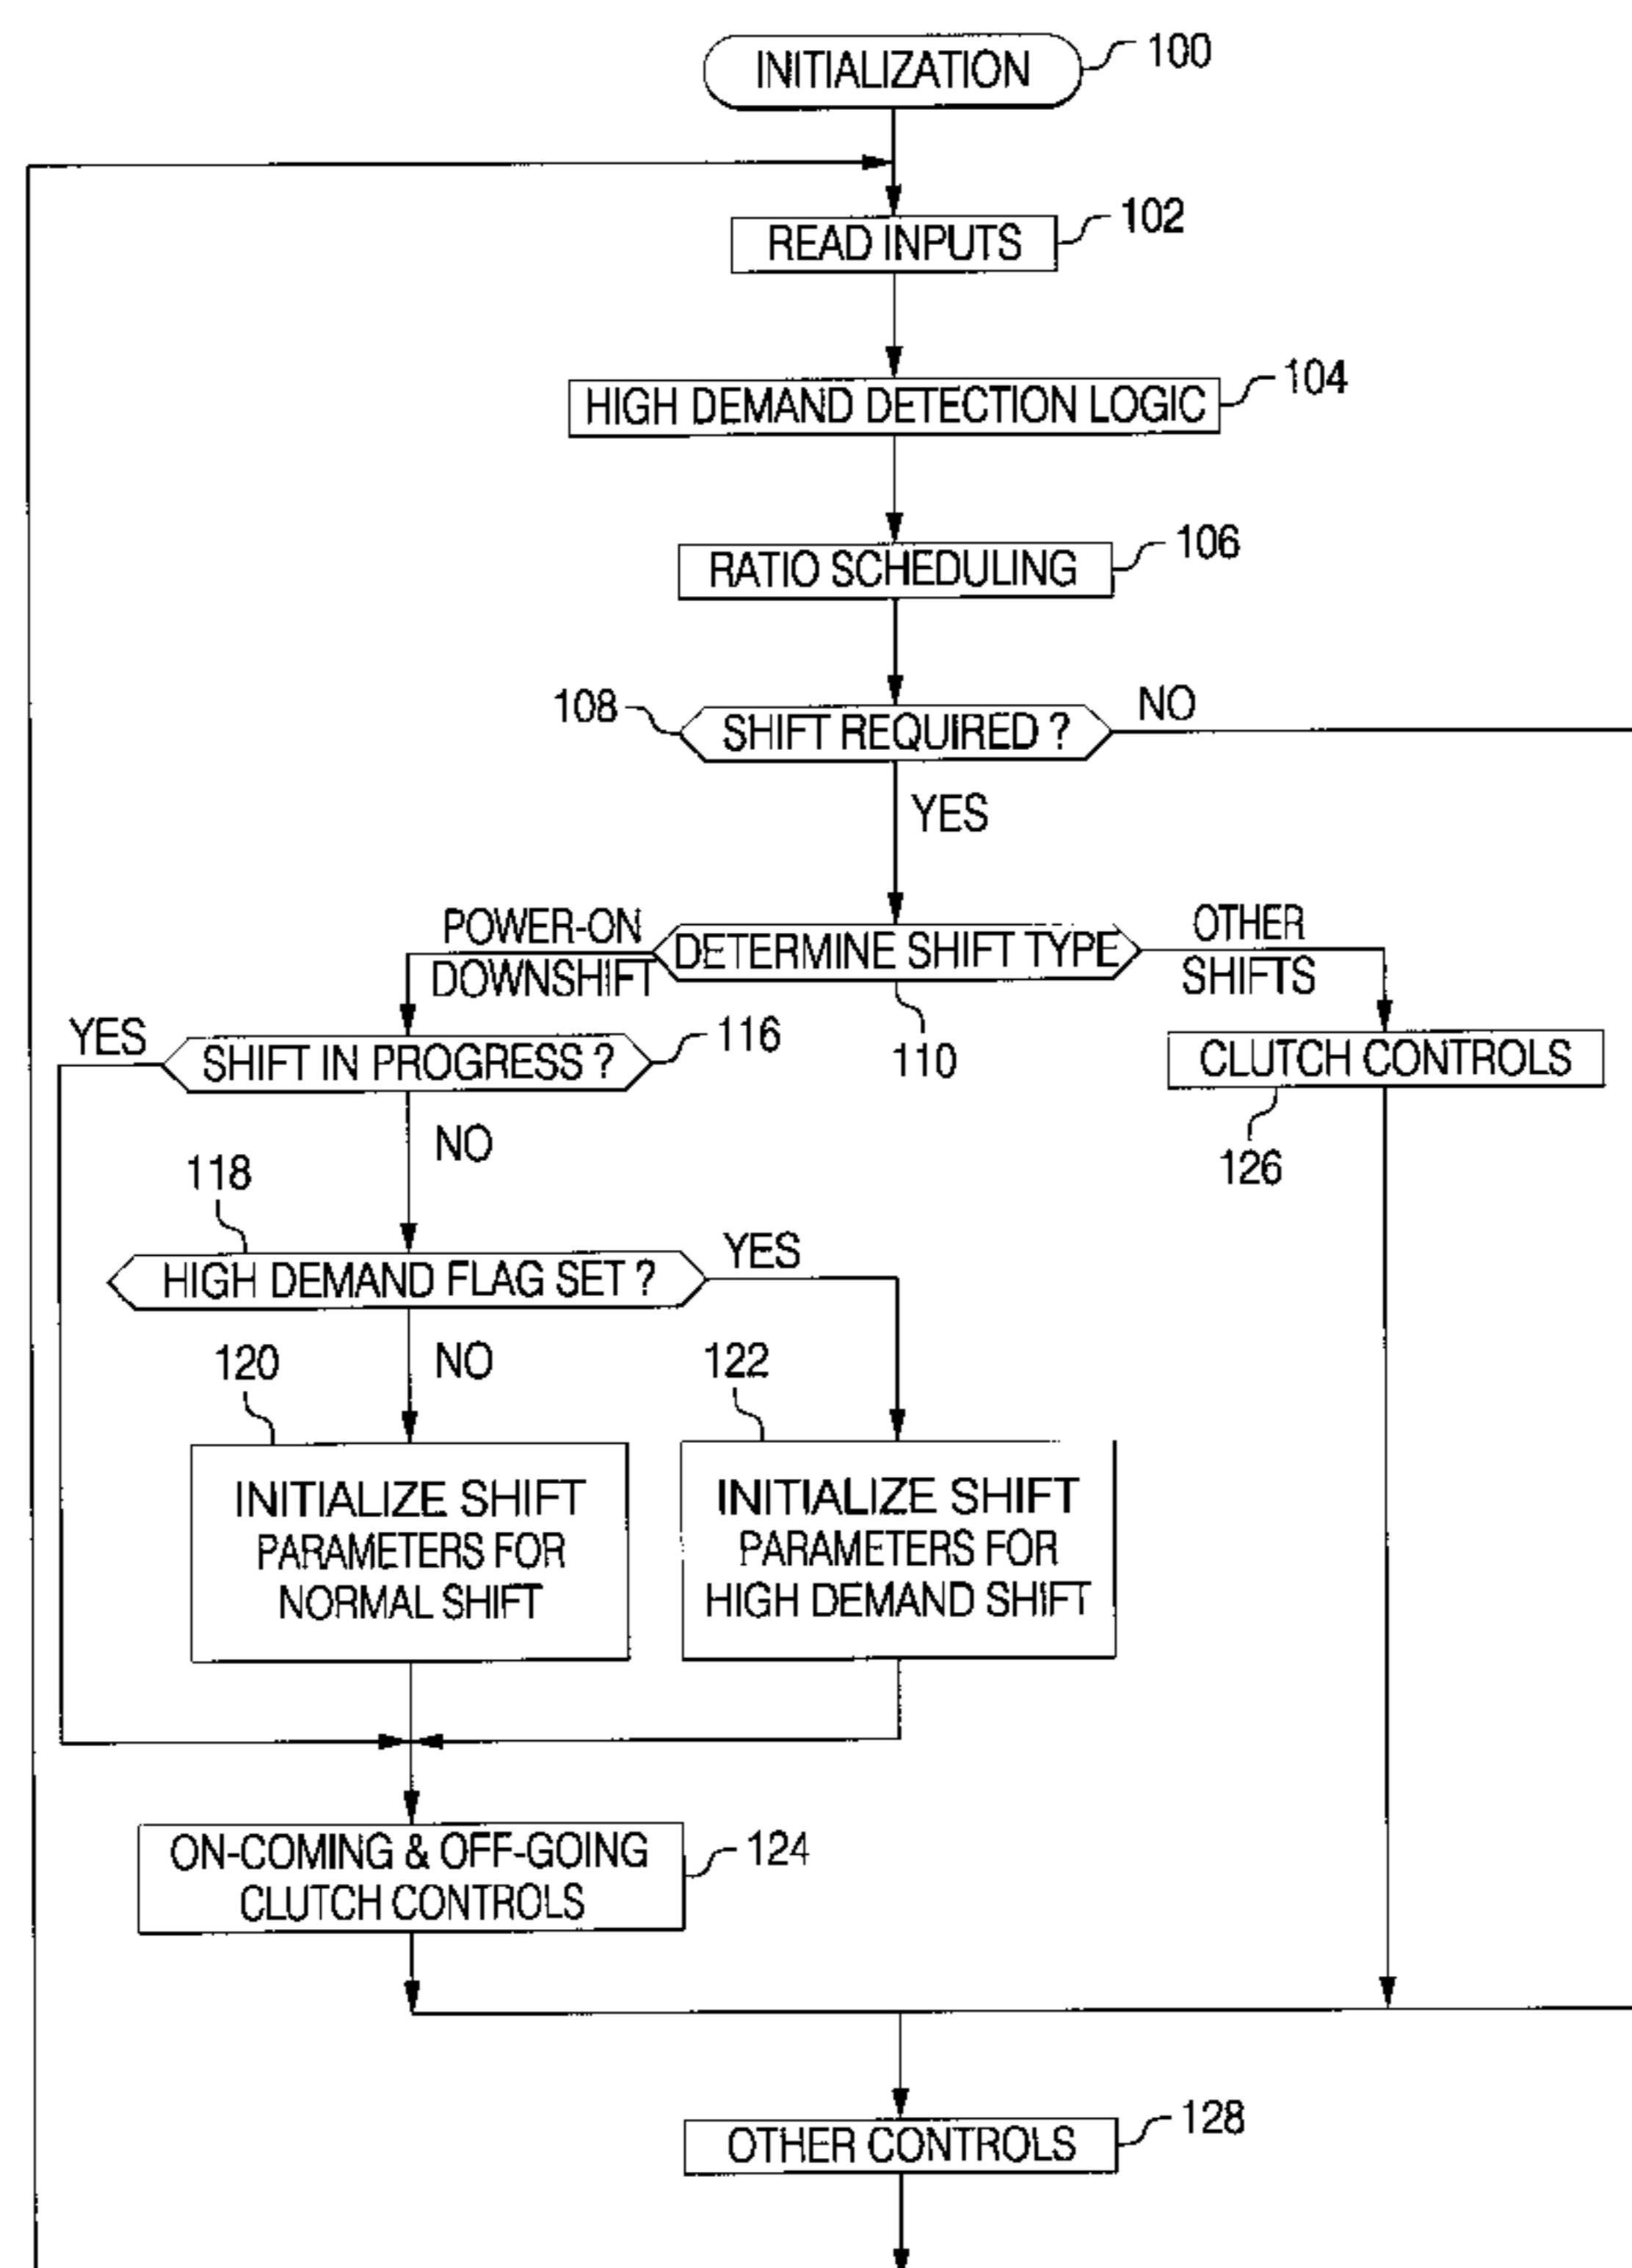 INITIALIZATION
100
READ INPUTS
102
HIGH DEMAND DETECTION LOGIC
104
RATIO SCHEDULING
106
108
SHIFT REQUIRED ?
NO
YES
POWER-ON
DOWNSHIFT
DETERMINE SHIFT TYPE
110
OTHER
SHIFTS
YES
SHIFT IN PROGRESS ?
116
CLUTCH CONTROLS
126
NO
118
HIGH DEMAND FLAG SET ?
YES
NO
120
INITIALIZE SHIFT
PARAMETERS FOR
NORMAL SHIFT
122
INITIALIZE SHIFT
PARAMETERS FOR
HIGH DEMAND SHIFT
ON-COMING & OFF-GOING
CLUTCH CONTROLS
124
OTHER CONTROLS
128